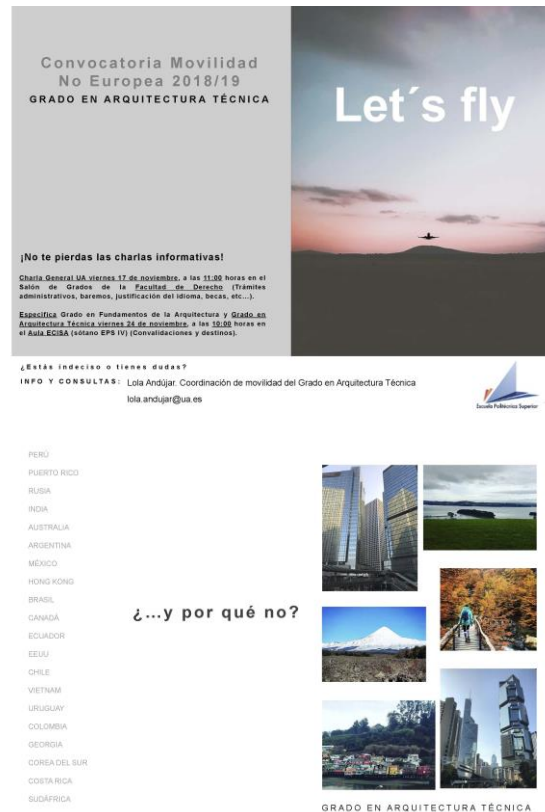 Convocatoria Movilidad
No Europea 2018/19
GRADO EN ARQUITECTURA TÉCNICA
Let´s fly
¡No te pierdas las charlas informativas!
Charla General UA viernes 17 de noviembre, a las 11:00 horas en el
Salón de Grados de la Facultad de Derecho (Trámites
administrativos, baremos, justificación del idioma, becas, etc...).
Específica Grado en Fundamentos de la Arquitectura y Grado en
Arquitectura Técnica viernes 24 de noviembre, a las 10:00 horas en
el Aula ECISA (sótano EPS IV) (Convalidaciones y destinos).
¿Estás indeciso o tienes dudas?
INFO Y CONSULTAS: Lola Andújar. Coordinación de movilidad del Grado en Arquitectura Técnica
lola.andujar@ua.es
Escuela Politécnica Superior
PERÚ
PUERTO RICO
RUSIA
INDIA
AUSTRALIA
ARGENTINA
MÉXICO
HONG KONG
BRASIL
CANADÁ
ECUADOR
EEUU
CHILE
VIETNAM
URUGUAY
COLOMBIA
GEORGIA
COREA DEL SUR
COSTA RICA
SUDÁFRICA
¿...y por qué no?
GRADO EN ARQUITECTURA TÉCNICA